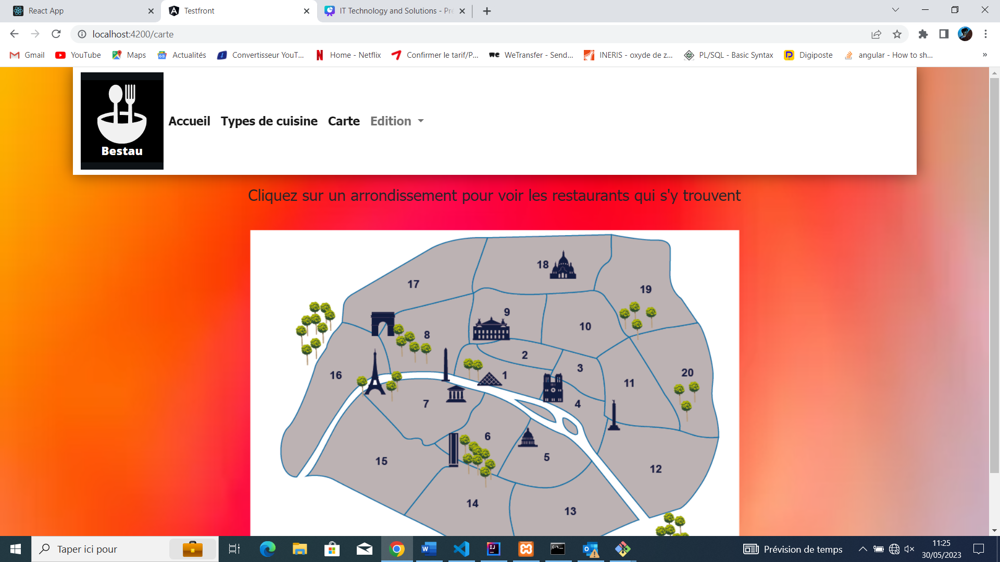 React App
Testfront
IT Technology and Solutions - Pre
localhost:4200/carte
Gmail
YouTube
Maps
Actualités
Convertisseur YouT...
Home - Netflix
Confirmer le tarif/P...
WeTransfer - Send...
INERIS - oxyde de z...
PL/SQL - Basic Syntax
Digiposte
angular - How to sh...
»
Bestau
Accueil
Types de cuisine
Carte
Edition
Cliquez sur un arrondissement pour voir les restaurants qui s'y trouvent
18
17
19
9
10
8
2
3
16
1
20
11
7
4
6
15
5
12
14
13
Taper ici pour
Prévision de temps
11:25
30/05/2023